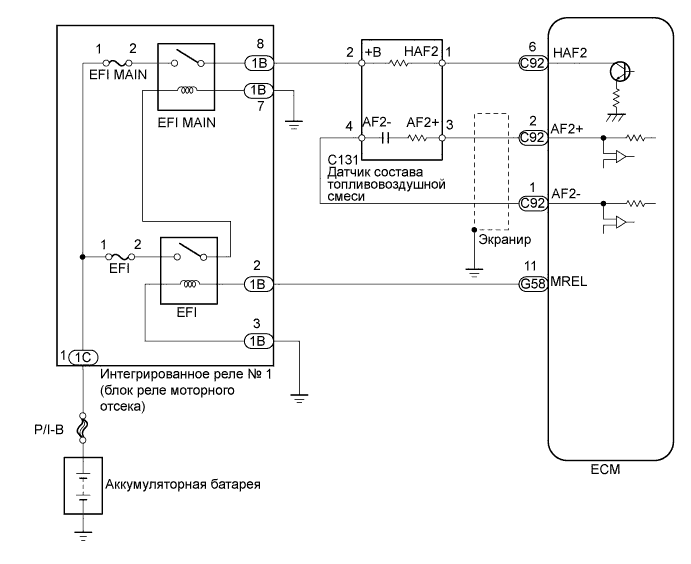 1 2
EFI MAIN
EFI MAIN
8
1B
1B
7
2 +B HAF2 1
4 AF2- AF2+ 3
C131
Датчик состава
топливовоздушной
смеси
Экранир
6
C92 HAF2
2
C92 AF2+
1
C92 AF2-
11
G58 MREL
ECM
1 2
EFI
EFI
2
1B
3
1B
1 1C
Интегрированное реле № 1
(блок реле моторного
отсека)
P/I-B
Аккумуляторная батарея